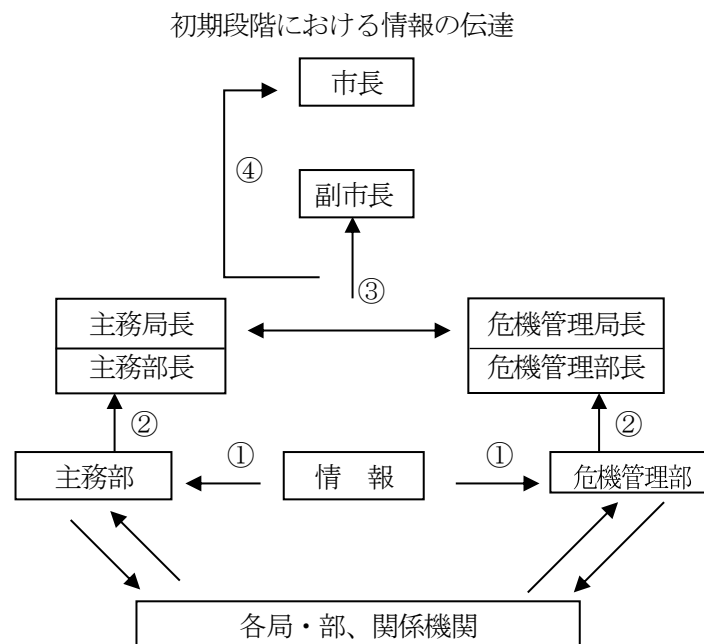 初期段階における情報の伝達
市長
④
副市長
③
主務局長
危機管理局長
主務部長
危機管理部長
②
②
①
①
主務部
情　報
危機管理部
各局・部、関係機関